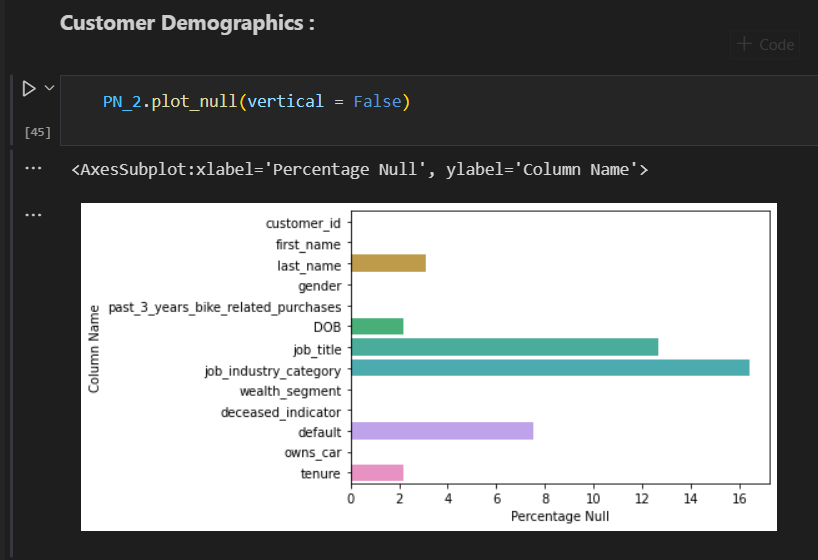 Customer Demographics :
+ Code
PN_2.plot_null(vertical = False)
[45]
<AxesSubplot:xlabel='Percentage Null', ylabel='Column Name'>
Column Name
customer_id
first_name
last_name
gender
past_3_years_bike_related_purchases
DOB
job_title
job_industry_category
wealth_segment
deceased_indicator
default
owns_car
tenure
0 2 4 6 8 10 12 14 16
Percentage Null